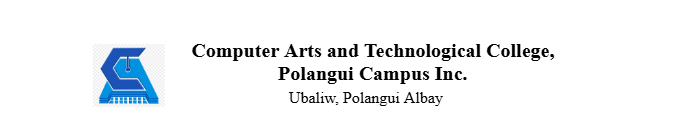 Computer Arts and Technological College,
Polangui Campus Inc.
Ubaliw, Polangui Albay